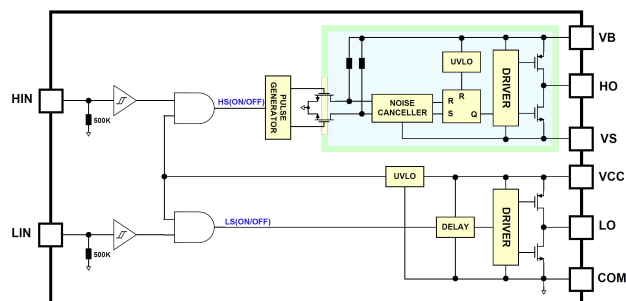 VB
UVLO
HO
HIN
HS(ON/OFF)
PULSE
GENERATOR
NOISE
CANCELLER
R
R
S
Q
DRIVER
500K
VS
UVLO
VCC
LIN
LS(ON/OFF)
DELAY
DRIVER
LO
500K
COM